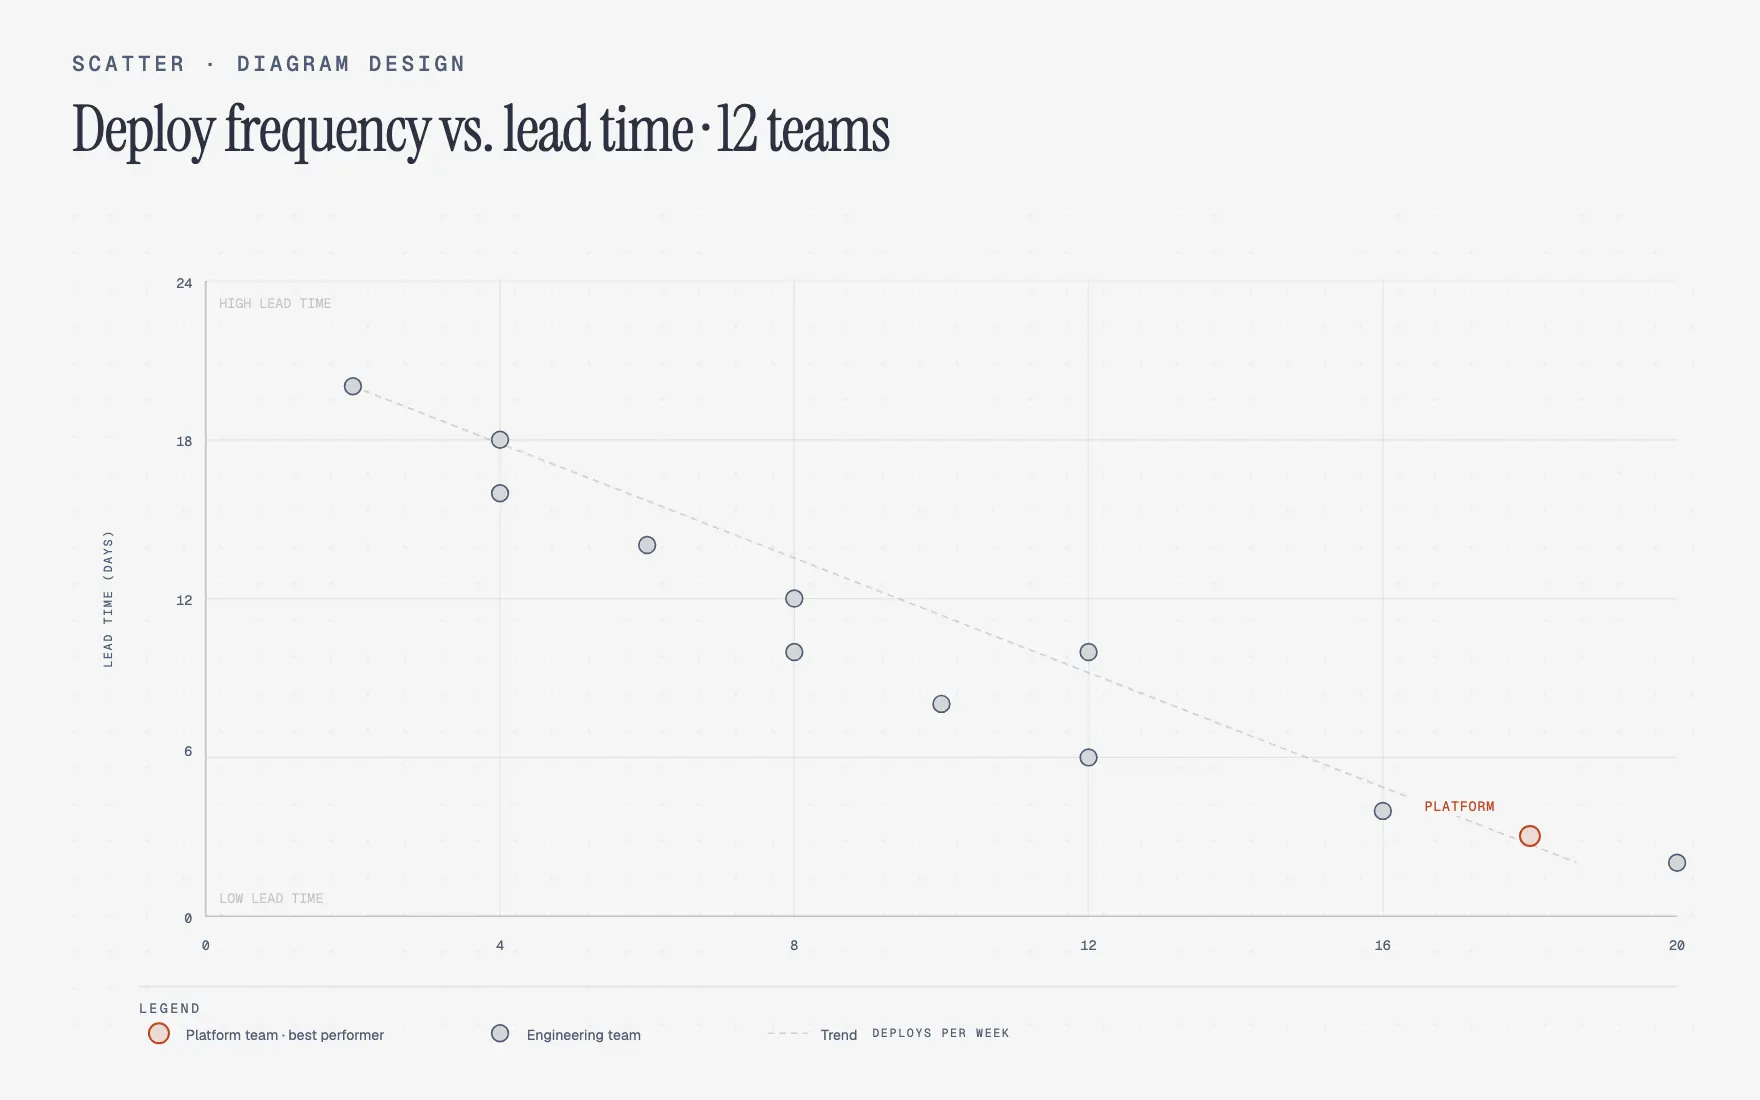 SCATTER · DIAGRAM DESIGN
Deploy frequency vs. lead time · 12 teams
24
HIGH LEAD TIME
18
LEAD TIME (DAYS)
12
6
PLATFORM
LOW LEAD TIME
0
0 4 8 12 16 20
LEGEND
Platform team · best performer Engineering team Trend DEPLOYS PER WEEK